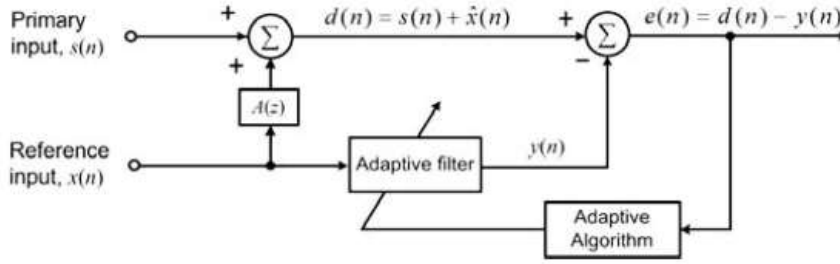 Primary
input, s(n)
+
+
Σ
d(n) = s(n) + x̂(n)
+
−
Σ
e(n) = d(n) − y(n)
A(z)
Reference
input, x(n)
Adaptive filter
y(n)
Adaptive
Algorithm